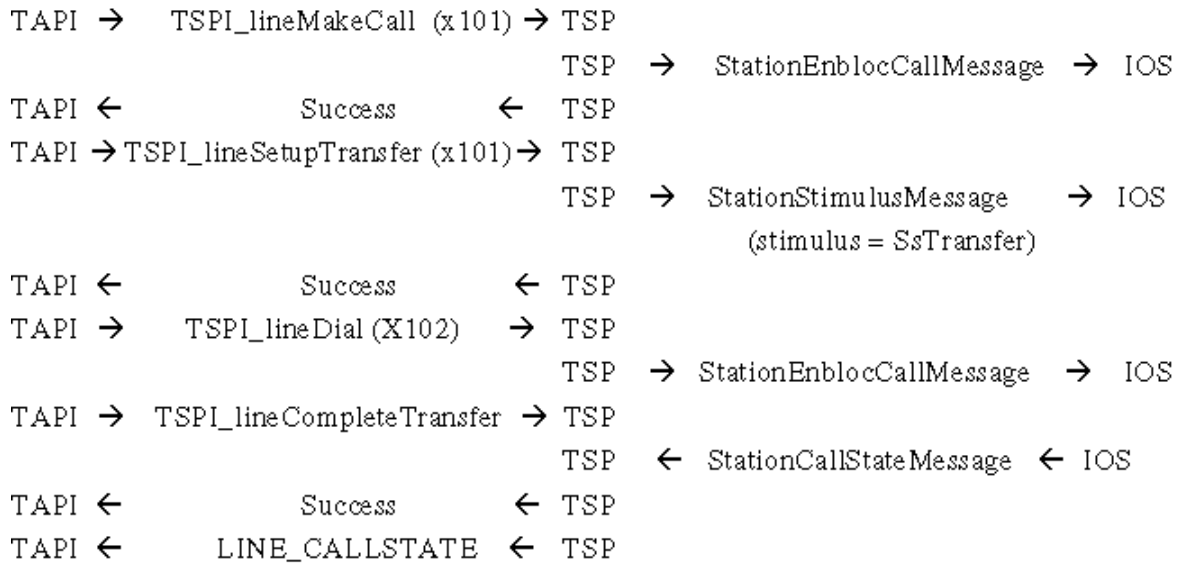 TAPI → TSPI_lineMakeCall (x101) → TSP
TSP → StationEnblocCallMessage → IOS
TAPI ← Success ← TSP
TAPI → TSPI_lineSetupTransfer (x101) → TSP
TSP → StationStimulusMessage → IOS
(stimulus = SsTransfer)
TAPI ← Success ← TSP
TAPI → TSPI_lineDial (X102) → TSP
TSP → StationEnblocCallMessage → IOS
TAPI → TSPI_lineCompleteTransfer → TSP
TSP ← StationCallStateMessage ← IOS
TAPI ← Success ← TSP
TAPI ← LINE_CALLSTATE ← TSP